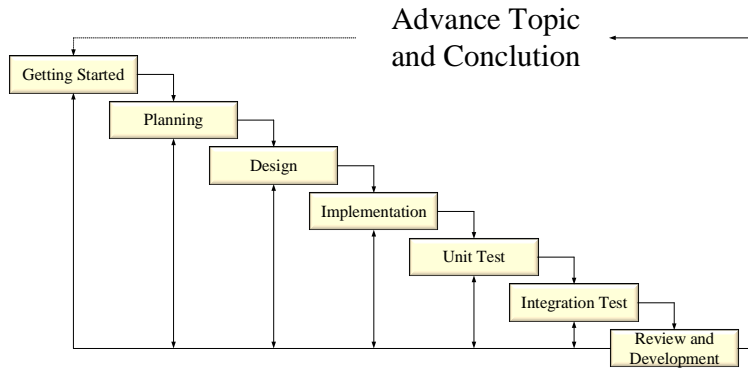 Advance Topic
and Conclution
Getting Started
Planning
Design
Implementation
Unit Test
Integration Test
Review and
Development